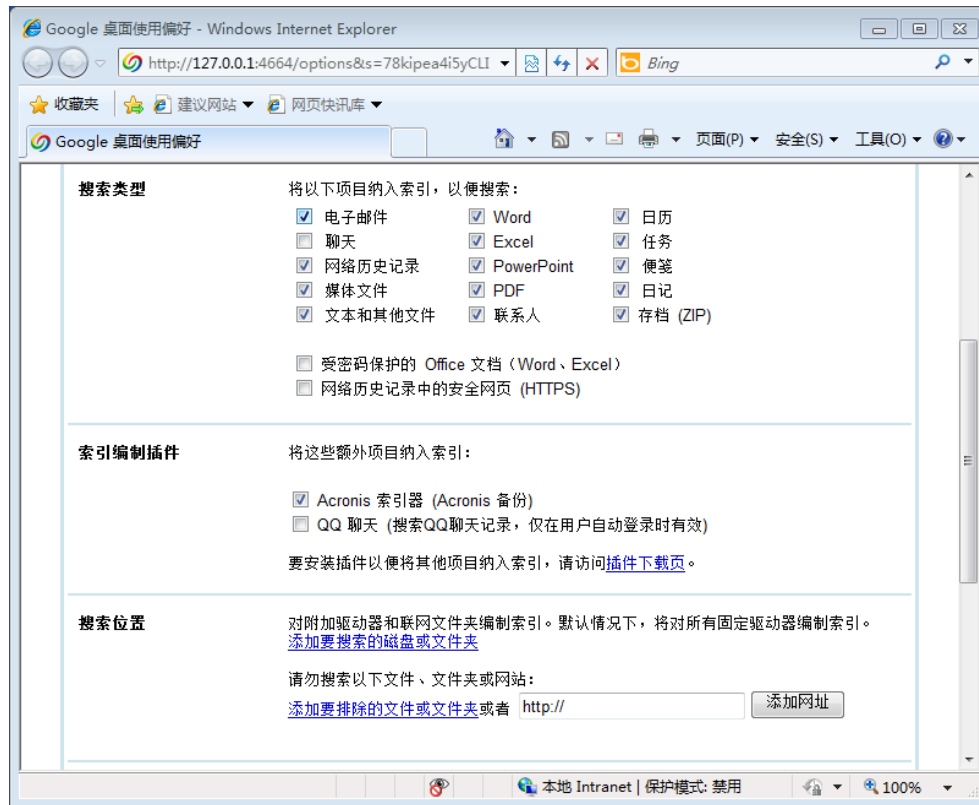 Google 桌面使用偏好 - Windows Internet Explorer
http://127.0.0.1:4664/options&s=78kipea4i5yCLI
Bing
收藏夹 建议网站 网页快讯库
Google 桌面使用偏好
页面(P) 安全(S) 工具(O)
搜索类型 将以下项目纳入索引，以便搜索：
电子邮件 Word 日历
聊天 Excel 任务
网络历史记录 PowerPoint 便笺
媒体文件 PDF 日记
文本和其他文件 联系人 存档 (ZIP)
受密码保护的 Office 文档（Word、Excel）
网络历史记录中的安全网页 (HTTPS)
索引编制插件 将这些额外项目纳入索引：
Acronis 索引器 (Acronis 备份)
QQ 聊天 (搜索QQ聊天记录，仅在用户自动登录时有效)
要安装插件以便将其他项目纳入索引，请访问插件下载页。
搜索位置 对附加驱动器和联网文件夹编制索引。默认情况下，将对所有固定驱动器编制索引。
添加要搜索的磁盘或文件夹
请勿搜索以下文件、文件夹或网站：
添加要排除的文件或文件夹或者 http:// 添加网址
本地 Intranet | 保护模式: 禁用 100%